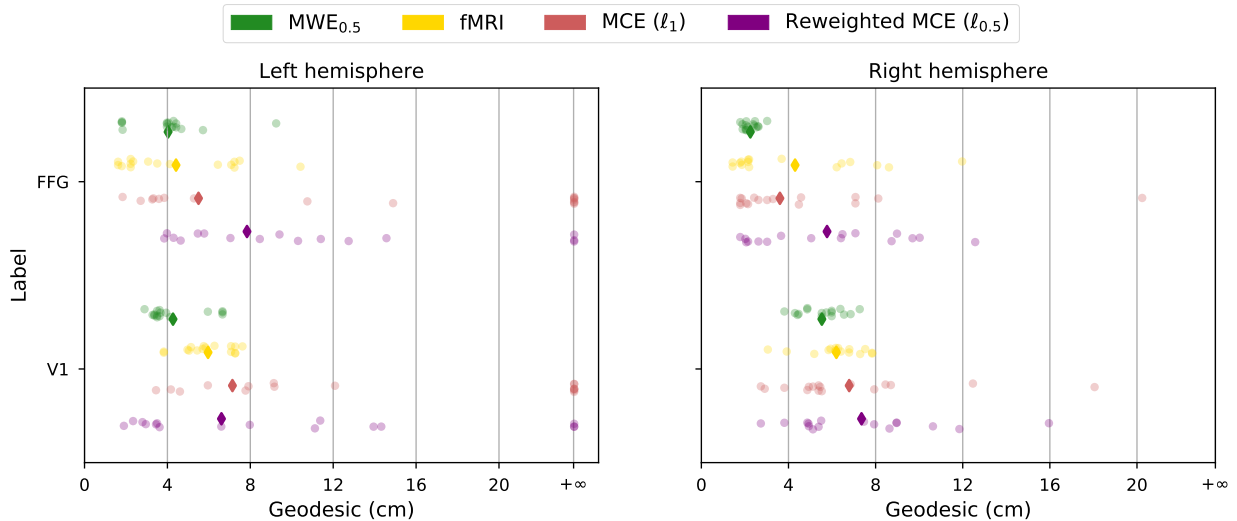 MWE0.5 fMRI MCE (ℓ1) Reweighted MCE (ℓ0.5)
Left hemisphere
Right hemisphere
Label
FFG
V1
0 4 8 12 16 20 +∞
0 4 8 12 16 20 +∞
Geodesic (cm)
Geodesic (cm)